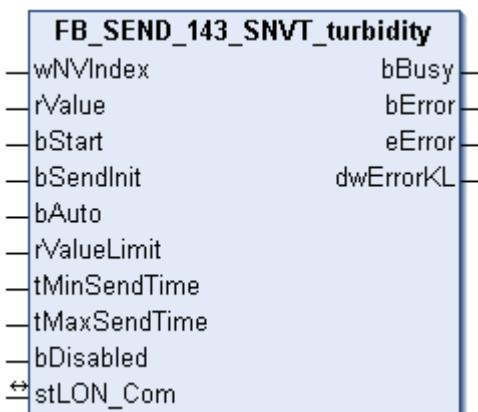 FB_SEND_143_SNVT_turbidity
wNVIndex bBusy
rValue bError
bStart eError
bSendInit dwErrorKL
bAuto
rValueLimit
tMinSendTime
tMaxSendTime
bDisabled
stLON_Com